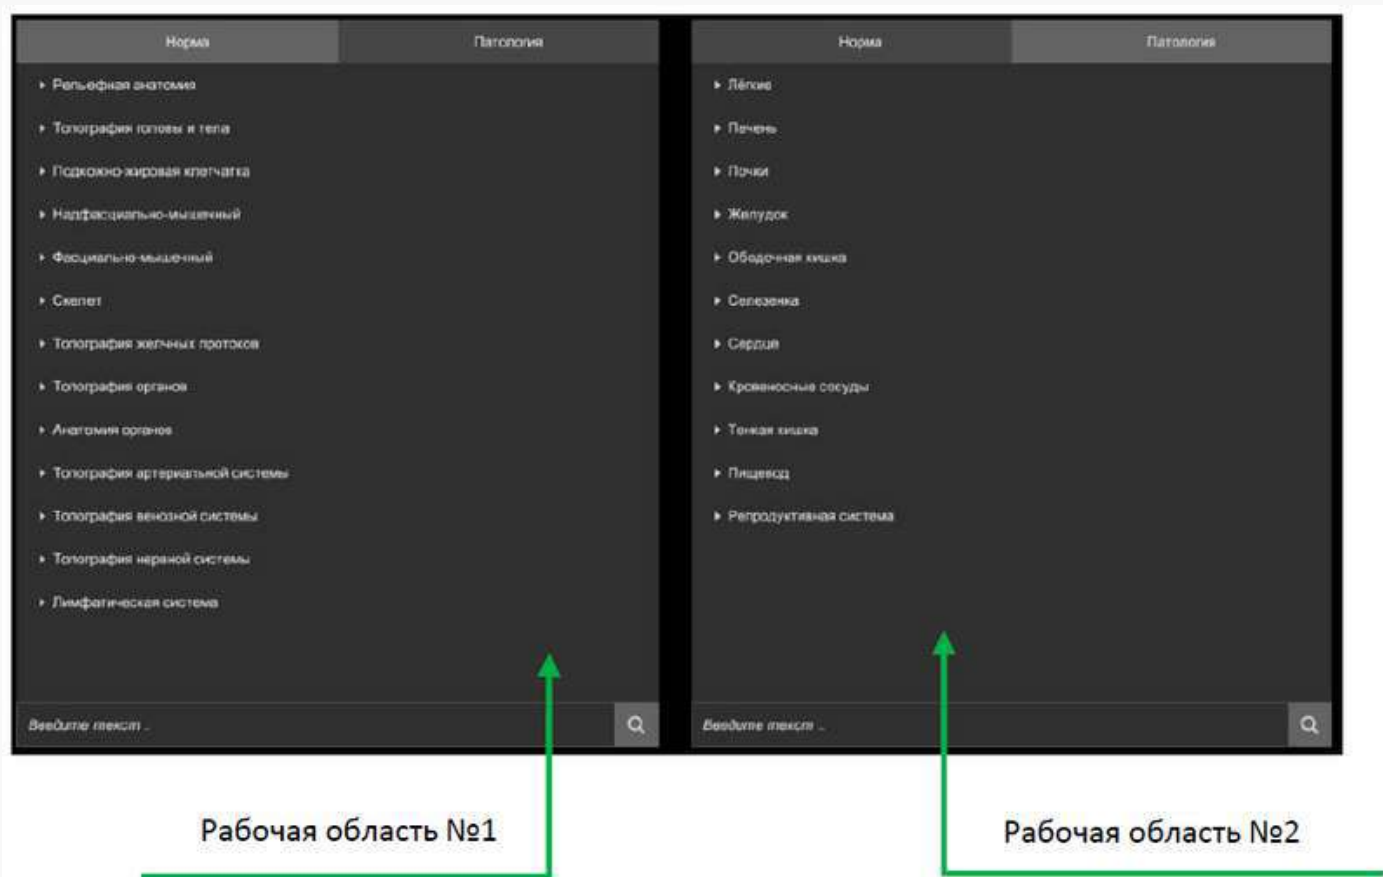 Норма
Патология
Рельефная анатомия
Топография головы и тела
Подкожно-жировая клетчатка
Надфасциально-мышечный
Фасциально-мышечный
Скелет
Топография желчных протоков
Топография органов
Анатомия органов
Топография артериальной системы
Топография венозной системы
Топография нервной системы
Лимфатическая система
Введите текст ..
Норма
Патология
Лёгкие
Печень
Почки
Желудок
Ободочная кишка
Селезенка
Сердце
Кровеносные сосуды
Тонкая кишка
Пищевод
Репродуктивная система
Введите текст ..
Рабочая область №1
Рабочая область №2